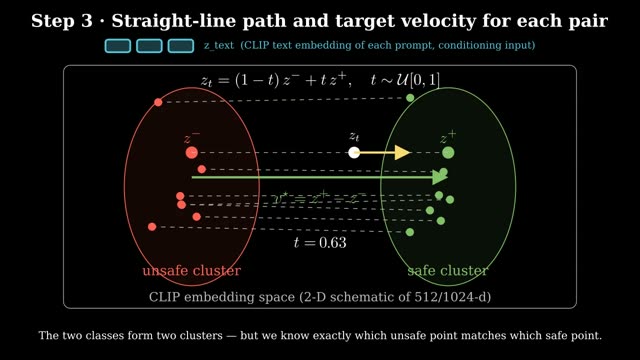 Step 3 · Straight-line path and target velocity for each pair
z_text (CLIP text embedding of each prompt, conditioning input)
z_t = (1 − t) z⁻ + t z⁺, t ∼ 𝒰[0, 1]
z⁻ z_t z⁺
v* = z⁺ − z⁻
t = 0.63
unsafe cluster safe cluster
CLIP embedding space (2-D schematic of 512/1024-d)
The two classes form two clusters — but we know exactly which unsafe point matches which safe point.